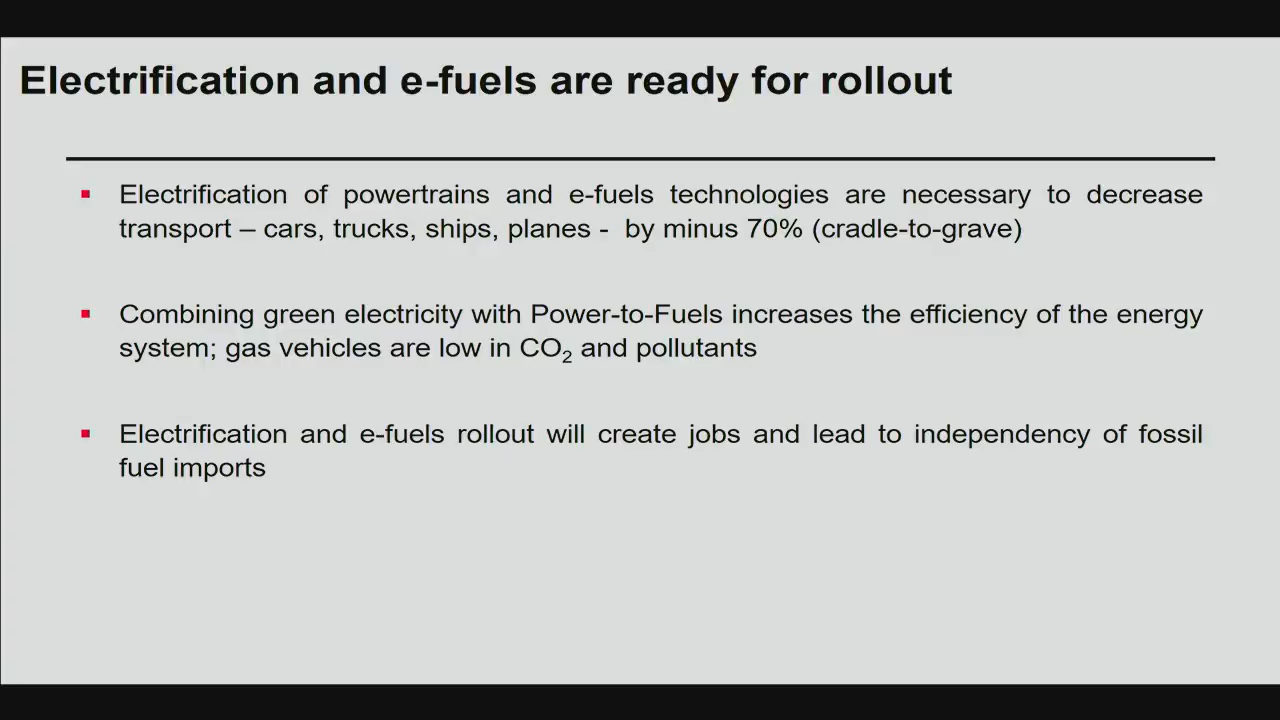 Electrification and e-fuels are ready for rollout
Electrification of powertrains and e-fuels technologies are necessary to decrease
transport – cars, trucks, ships, planes - by minus 70% (cradle-to-grave)
Combining green electricity with Power-to-Fuels increases the efficiency of the energy
system; gas vehicles are low in CO₂ and pollutants
Electrification and e-fuels rollout will create jobs and lead to independency of fossil
fuel imports